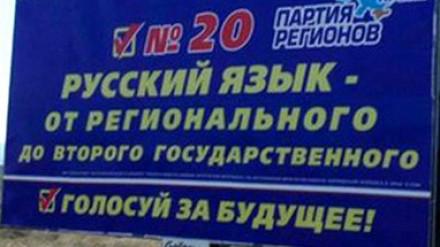 № 20
ПАРТИЯ
РЕГИОНОВ
РУССКИЙ ЯЗЫК -
ОТ РЕГИОНАЛЬНОГО
ДО ВТОРОГО ГОСУДАРСТВЕННОГО
ГОЛОСУЙ ЗА БУДУЩЕЕ!